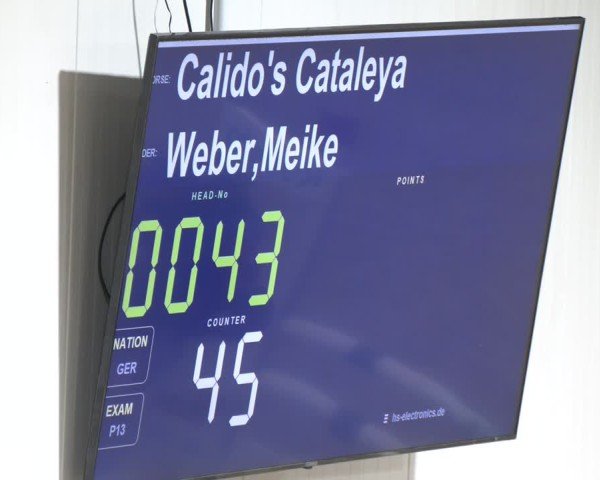 ORSE: Calido's Cataleya
DER: Weber,Meike
HEAD-No
POINTS
0043
COUNTER
45
NATION
GER
EXAM
P13
hs-electronics.de